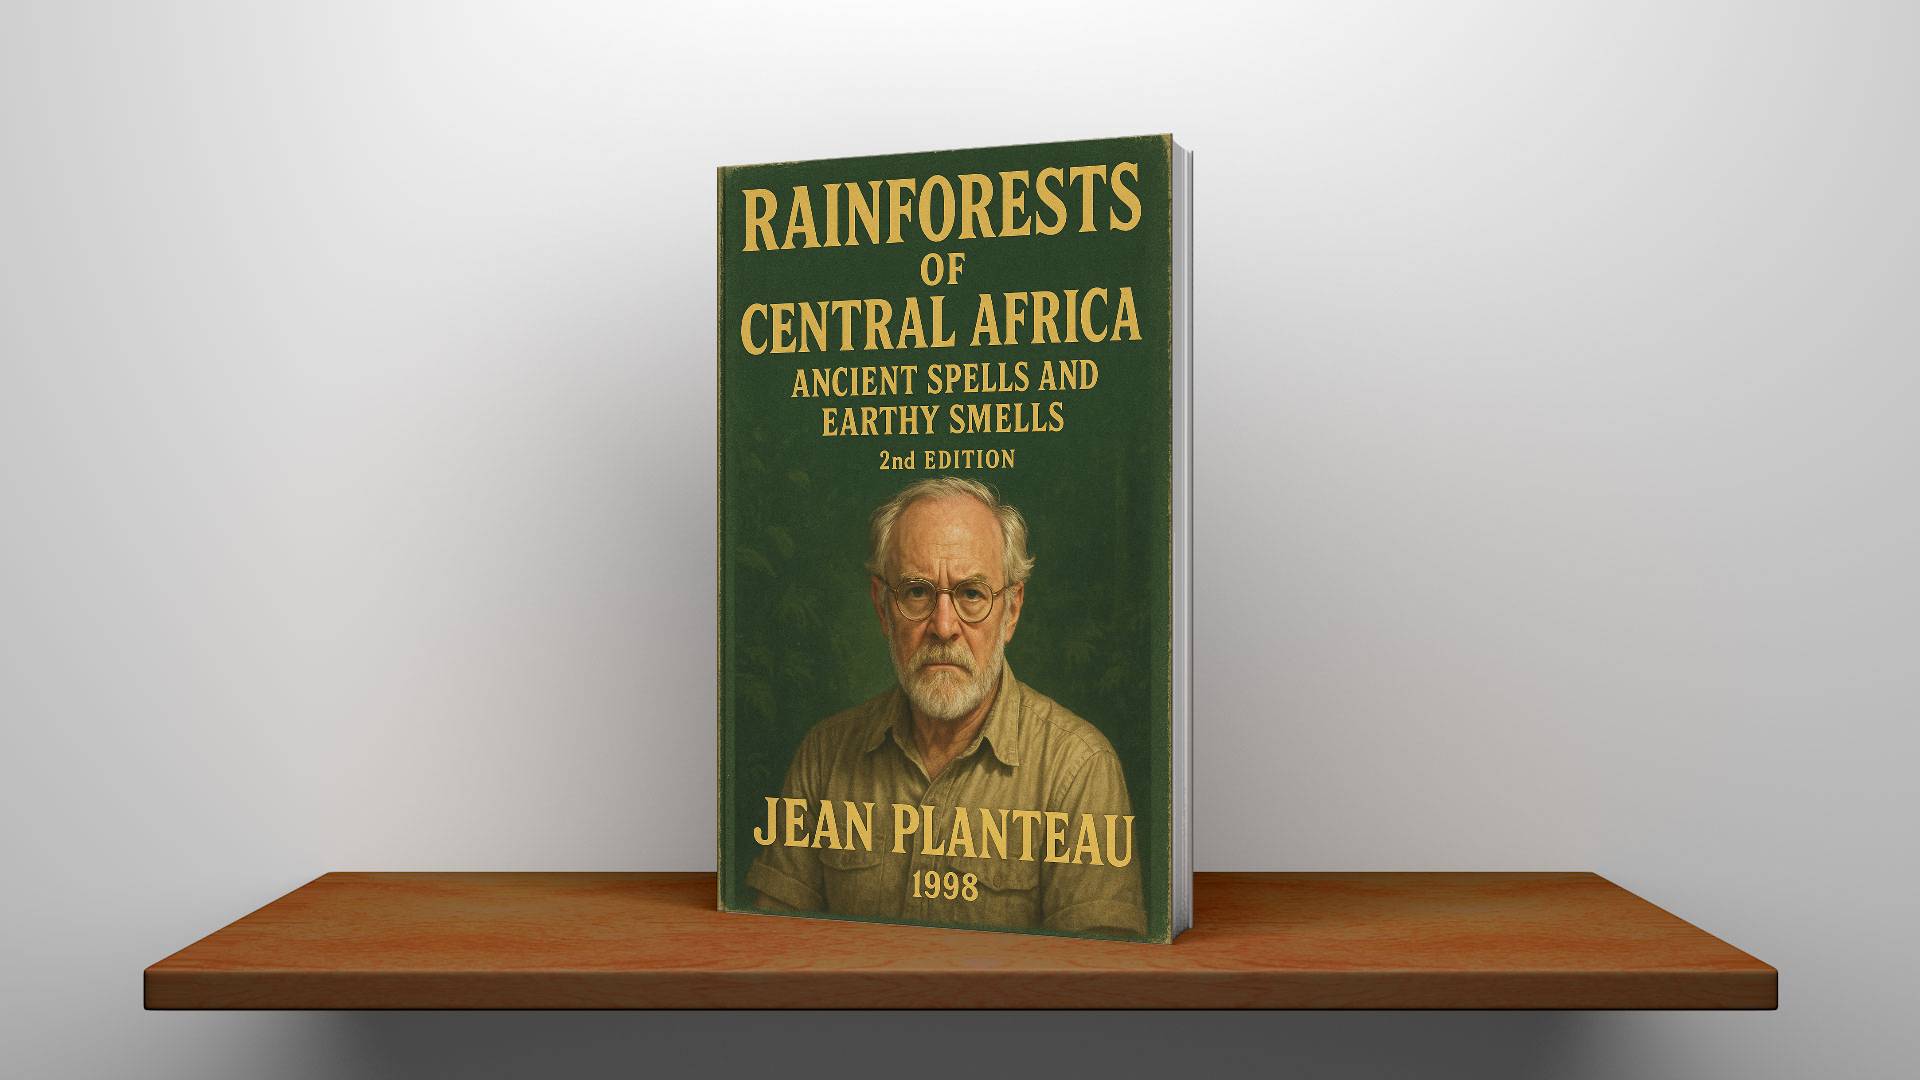 RAINFORESTS
OF
CENTRAL AFRICA
ANCIENT SPELLS AND
EARTHY SMELLS
2nd EDITION
JEAN PLANTEAU
1998